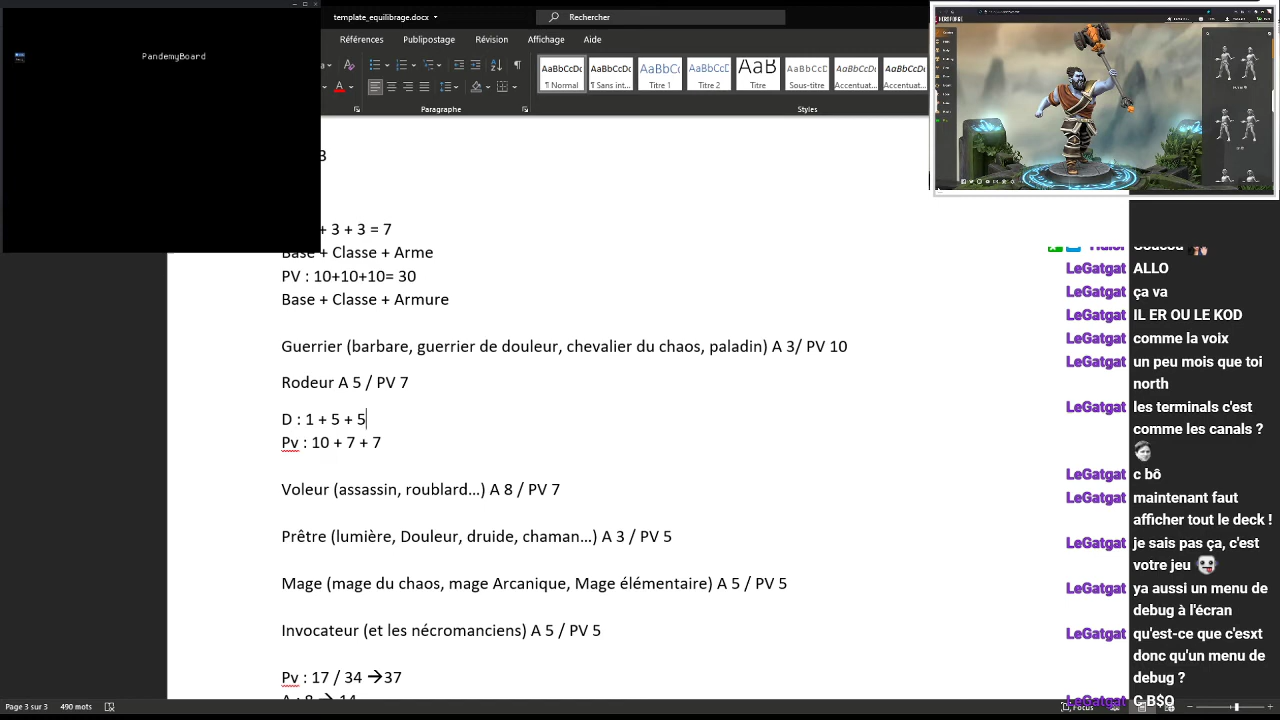 template_equilibrage.docx
Rechercher
HEROFORGE
PandemyBoard
Références Publipostage Révision Affichage Aide
AaBbCcDc AaBbCcDc AaBbCc AaBbCcD AaB AaBbCcD AaBbCcDc AaBbCcDc
¶ Normal ¶ Sans int... Titre 1 Titre 2 Titre Sous-titre Accentuat... Accentuat...
Paragraphe Styles
3
+ 3 + 3 = 7
Base + Classe + Arme
PV : 10+10+10= 30
Base + Classe + Armure
Guerrier (barbare, guerrier de douleur, chevalier du chaos, paladin) A 3/ PV 10
Rodeur A 5 / PV 7
D : 1 + 5 + 5
Pv : 10 + 7 + 7
Voleur (assassin, roublard...) A 8 / PV 7
Prêtre (lumière, Douleur, druide, chaman...) A 3 / PV 5
Mage (mage du chaos, mage Arcanique, Mage élémentaire) A 5 / PV 5
Invocateur (et les nécromanciens) A 5 / PV 5
Pv : 17 / 34 →37
A : 8 → 14
LeGatgat ALLO
LeGatgat ça va
LeGatgat IL ER OU LE KOD
LeGatgat comme la voix
LeGatgat un peu mois que toi
north
LeGatgat les terminals c'est
comme les canals ?
LeGatgat c bô
LeGatgat maintenant faut
afficher tout le deck !
LeGatgat je sais pas ça, c'est
votre jeu
LeGatgat ya aussi un menu de
debug à l'écran
LeGatgat qu'est-ce que c'esxt
donc qu'un menu de
debug ?
LeGatgat C B$O
Page 3 sur 3 490 mots
Focus